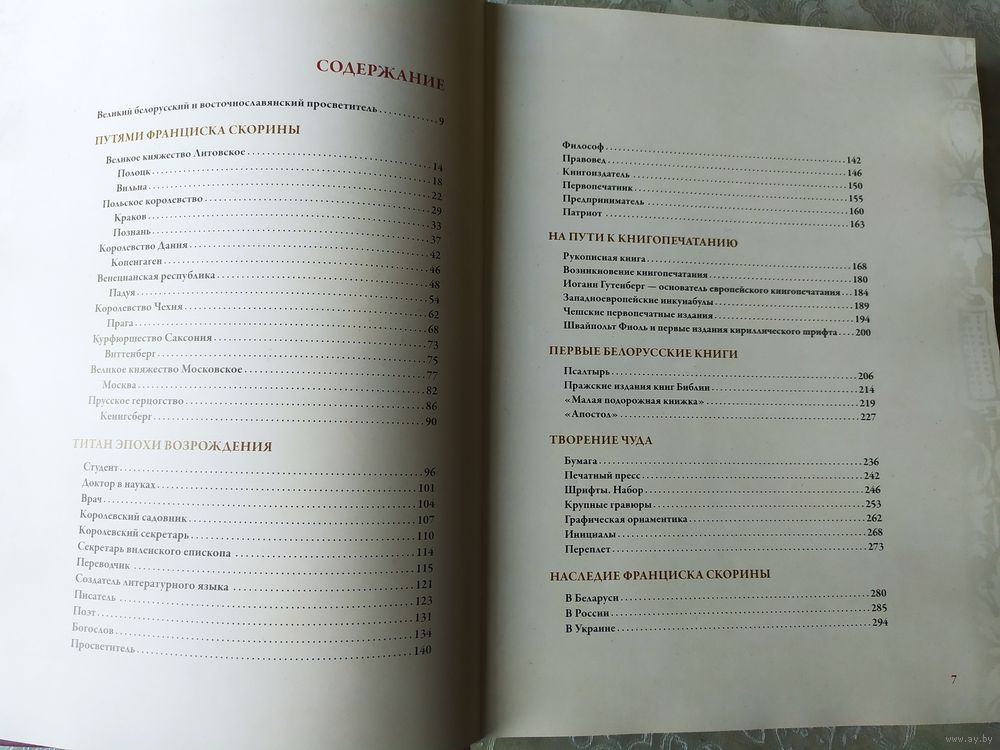 СОДЕРЖАНИЕ
Великий белорусский и восточнославянский просветитель 9
ПУТЯМИ ФРАНЦИСКА СКОРИНЫ
Великое княжество Литовское 14
Полоцк 18
Вильна 22
Польское королевство 29
Краков 33
Познань 37
Королевство Дания 42
Копенгаген 46
Венецианская республика 48
Падуя 54
Королевство Чехия 62
Прага 68
Курфюршество Саксония 73
Виттенберг 75
Великое княжество Московское 77
Москва 82
Прусское герцогство 86
Кенигсберг 90
ТИТАН ЭПОХИ ВОЗРОЖДЕНИЯ
Студент 96
Доктор в науках 101
Врач 104
Королевский садовник 107
Королевский секретарь 110
Секретарь виленского епископа 114
Переводчик 115
Создатель литературного языка 121
Писатель 123
Поэт 131
Богослов 134
Просветитель 140
Философ 142
Правовед 146
Книгоиздатель 150
Первопечатник 155
Предприниматель 160
Патриот 163
НА ПУТИ К КНИГОПЕЧАТАНИЮ
Рукописная книга 168
Возникновение книгопечатания 180
Иоганн Гутенберг — основатель европейского книгопечатания 184
Западноевропейские инкунабулы 189
Чешские первопечатные издания 194
Швайпольт Фиоль и первые издания кириллического шрифта 200
ПЕРВЫЕ БЕЛОРУССКИЕ КНИГИ
Псалтырь 206
Пражские издания книг Библии 214
«Малая подорожная книжка» 219
«Апостол» 227
ТВОРЕНИЕ ЧУДА
Бумага 236
Печатный пресс 242
Шрифты. Набор 246
Крупные гравюры 253
Графическая орнаментика 262
Инициалы 268
Переплет 273
НАСЛЕДИЕ ФРАНЦИСКА СКОРИНЫ
В Беларуси 280
В России 285
В Украине 294
7
www.ay.by